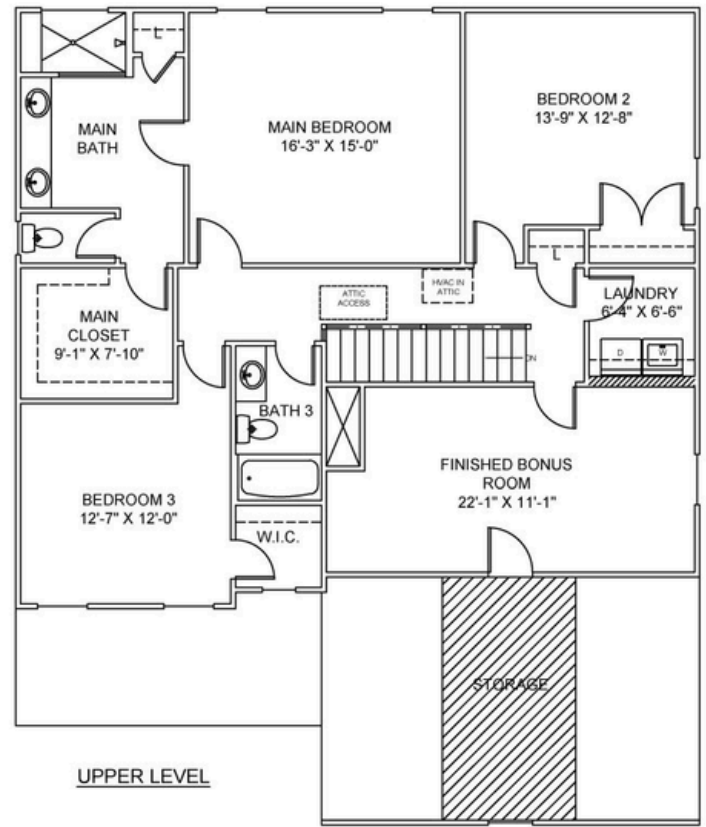 L
MAIN
BATH
MAIN BEDROOM
16'-3" X 15'-0"
BEDROOM 2
13'-9" X 12'-8"
L
MAIN
CLOSET
9'-1" X 7'-10"
ATTIC
ACCESS
HVAC IN
ATTIC
LAUNDRY
6'-4" X 6'-6"
D
W
DN
BATH 3
BEDROOM 3
12'-7" X 12'-0"
W.I.C.
FINISHED BONUS
ROOM
22'-1" X 11'-1"
STORAGE
UPPER LEVEL